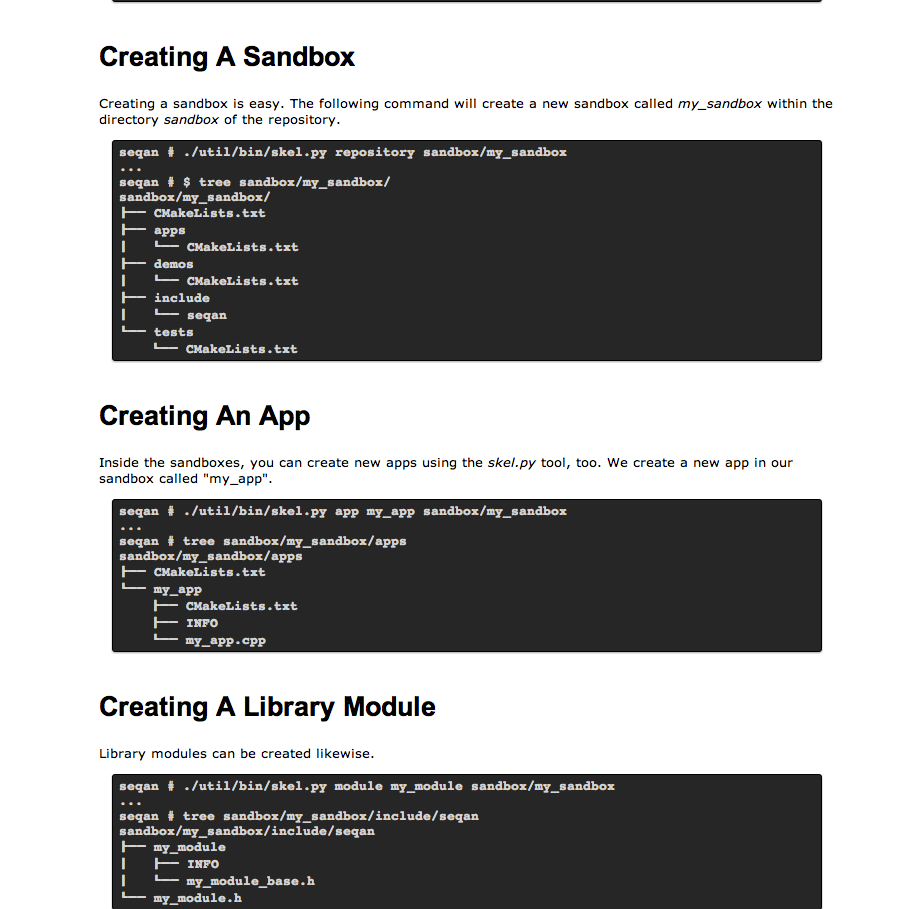 Creating A Sandbox
Creating a sandbox is easy. The following command will create a new sandbox called my_sandbox within the
directory sandbox of the repository.
seqan # ./util/bin/skel.py repository sandbox/my_sandbox
...
seqan # $ tree sandbox/my_sandbox/
sandbox/my_sandbox/
├── CMakeLists.txt
├── apps
│   └── CMakeLists.txt
├── demos
│   └── CMakeLists.txt
├── include
│   └── seqan
└── tests
    └── CMakeLists.txt
Creating An App
Inside the sandboxes, you can create new apps using the skel.py tool, too. We create a new app in our
sandbox called "my_app".
seqan # ./util/bin/skel.py app my_app sandbox/my_sandbox
...
seqan # tree sandbox/my_sandbox/apps
sandbox/my_sandbox/apps
├── CMakeLists.txt
└── my_app
    ├── CMakeLists.txt
    ├── INFO
    └── my_app.cpp
Creating A Library Module
Library modules can be created likewise.
seqan # ./util/bin/skel.py module my_module sandbox/my_sandbox
...
seqan # tree sandbox/my_sandbox/include/seqan
sandbox/my_sandbox/include/seqan
├── my_module
│   ├── INFO
│   └── my_module_base.h
└── my_module.h